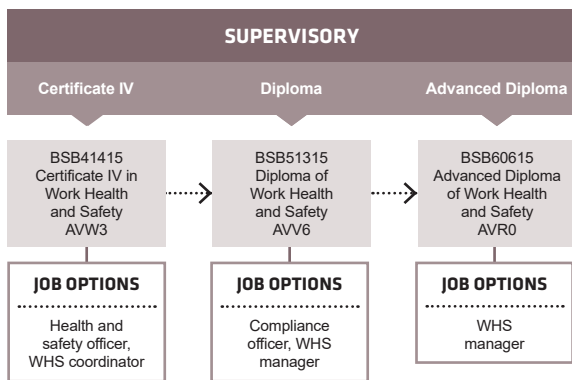 SUPERVISORY
Certificate IV
Diploma
Advanced Diploma
BSB41415
Certificate IV in
Work Health
and Safety
AVW3
BSB51315
Diploma of
Work Health
and Safety
AVV6
BSB60615
Advanced Diploma
of Work Health
and Safety
AVR0
JOB OPTIONS
Health and
safety officer,
WHS coordinator
JOB OPTIONS
Compliance
officer, WHS
manager
JOB OPTIONS
WHS
manager